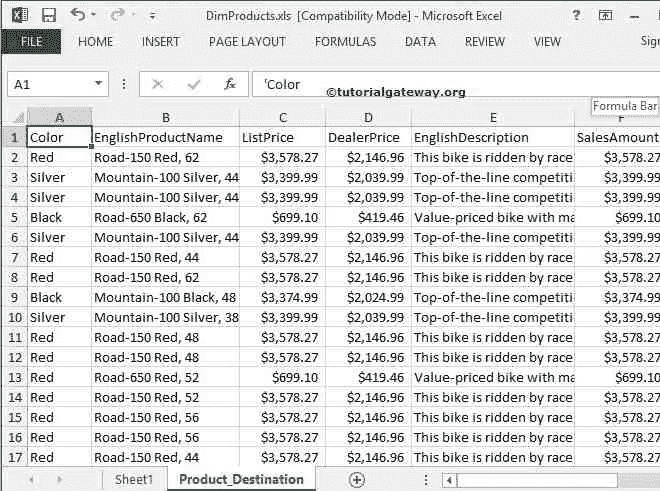 DimProducts.xls [Compatibility Mode] - Microsoft Excel
FILE HOME INSERT PAGE LAYOUT FORMULAS DATA REVIEW VIEW Sig
A1 fx 'Color
©tutorialgateway.org
Formula Bar
A B C D E F
1 Color EnglishProductName ListPrice DealerPrice EnglishDescription SalesAmount
2 Red Road-150 Red, 62 $3,578.27 $2,146.96 This bike is ridden by race $3,578.27
3 Silver Mountain-100 Silver, 44 $3,399.99 $2,039.99 Top-of-the-line competiti $3,399.99
4 Silver Mountain-100 Silver, 44 $3,399.99 $2,039.99 Top-of-the-line competiti $3,399.99
5 Black Road-650 Black, 62 $699.10 $419.46 Value-priced bike with ma $699.10
6 Silver Mountain-100 Silver, 44 $3,399.99 $2,039.99 Top-of-the-line competiti $3,399.99
7 Red Road-150 Red, 44 $3,578.27 $2,146.96 This bike is ridden by race $3,578.27
8 Red Road-150 Red, 62 $3,578.27 $2,146.96 This bike is ridden by race $3,578.27
9 Black Mountain-100 Black, 48 $3,374.99 $2,024.99 Top-of-the-line competiti $3,374.99
10 Silver Mountain-100 Silver, 38 $3,399.99 $2,039.99 Top-of-the-line competiti $3,399.99
11 Red Road-150 Red, 48 $3,578.27 $2,146.96 This bike is ridden by race $3,578.27
12 Red Road-150 Red, 48 $3,578.27 $2,146.96 This bike is ridden by race $3,578.27
13 Red Road-650 Red, 52 $699.10 $419.46 Value-priced bike with ma $699.10
14 Red Road-150 Red, 52 $3,578.27 $2,146.96 This bike is ridden by race $3,578.27
15 Red Road-150 Red, 56 $3,578.27 $2,146.96 This bike is ridden by race $3,578.27
16 Red Road-150 Red, 56 $3,578.27 $2,146.96 This bike is ridden by race $3,578.27
17 Red Road-150 Red, 44 $3,578.27 $2,146.96 This bike is ridden by race $3,578.27
Sheet1 Product_Destination